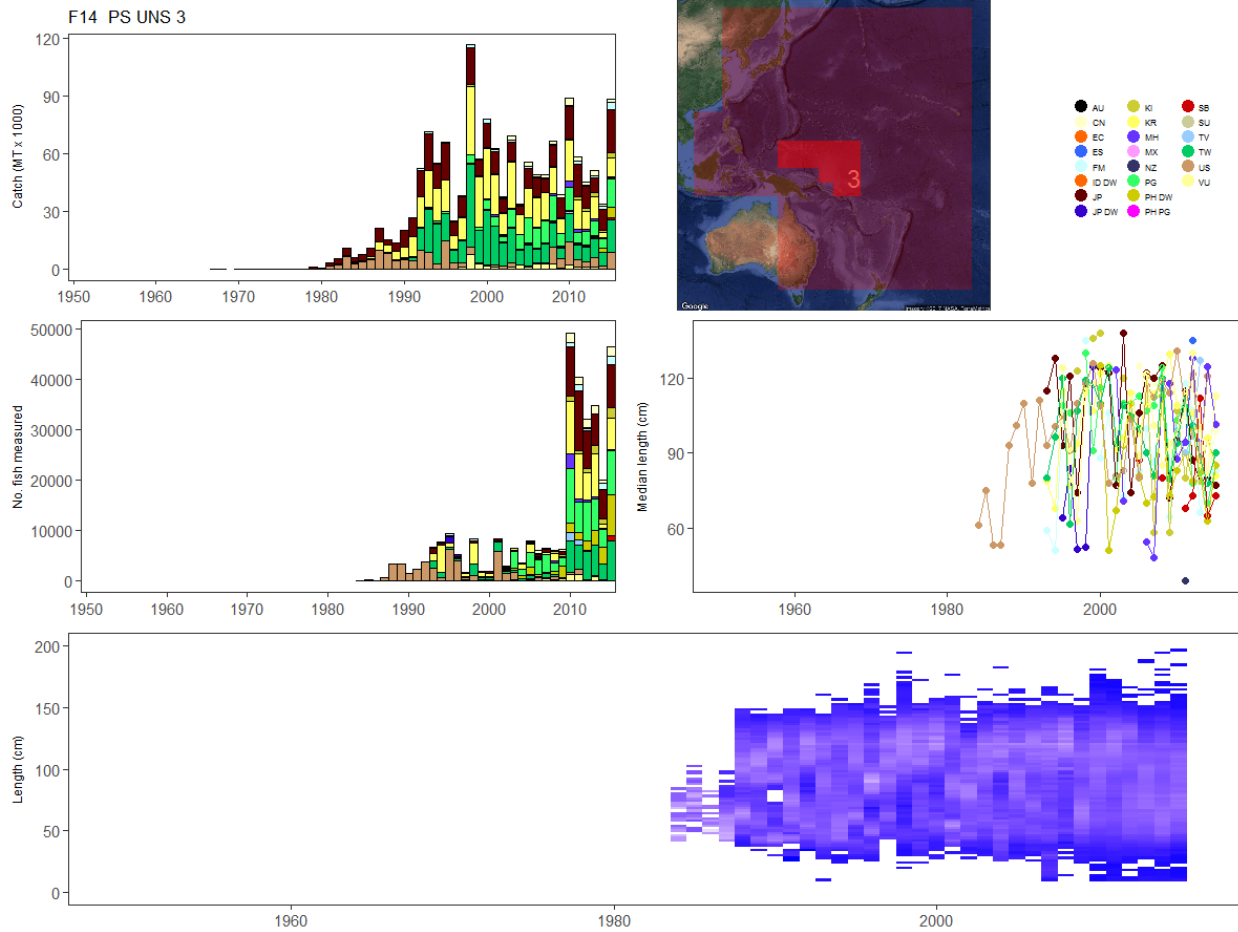 F14 PS UNS 3
Catch (MT x 1000)
120
90
60
30
0
1950
1960
1970
1980
1990
2000
2010
3
Google
AU
CN
EC
ES
FM
ID DW
JP
JP DW
KI
KR
MH
MX
NZ
PG
PH DW
PH PG
SB
SU
TV
TW
US
VU
No. fish measured
50000
40000
30000
20000
10000
0
1950
1960
1970
1980
1990
2000
2010
Median length (cm)
120
90
60
1960
1980
2000
Length (cm)
200
150
100
50
0
1960
1980
2000